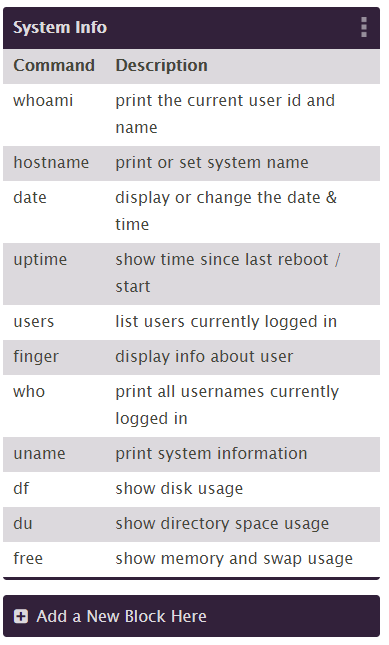 System Info
Command Description
whoami print the current user id and
name
hostname print or set system name
date display or change the date &
time
uptime show time since last reboot /
start
users list users currently logged in
finger display info about user
who print all usernames currently
logged in
uname print system information
df show disk usage
du show directory space usage
free show memory and swap usage
Add a New Block Here